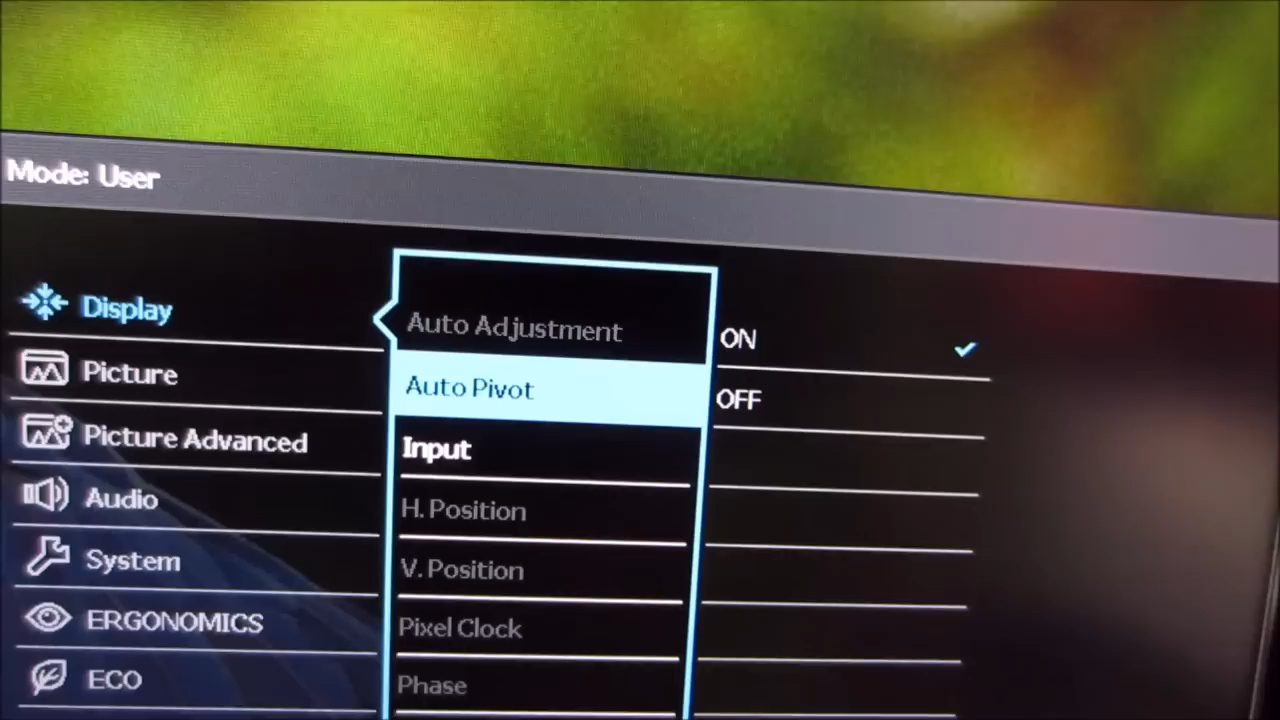 Mode: User
Display
Picture
Picture Advanced
Audio
System
ERGONOMICS
ECO
Auto Adjustment
Auto Pivot
Input
H. Position
V. Position
Pixel Clock
Phase
ON
OFF